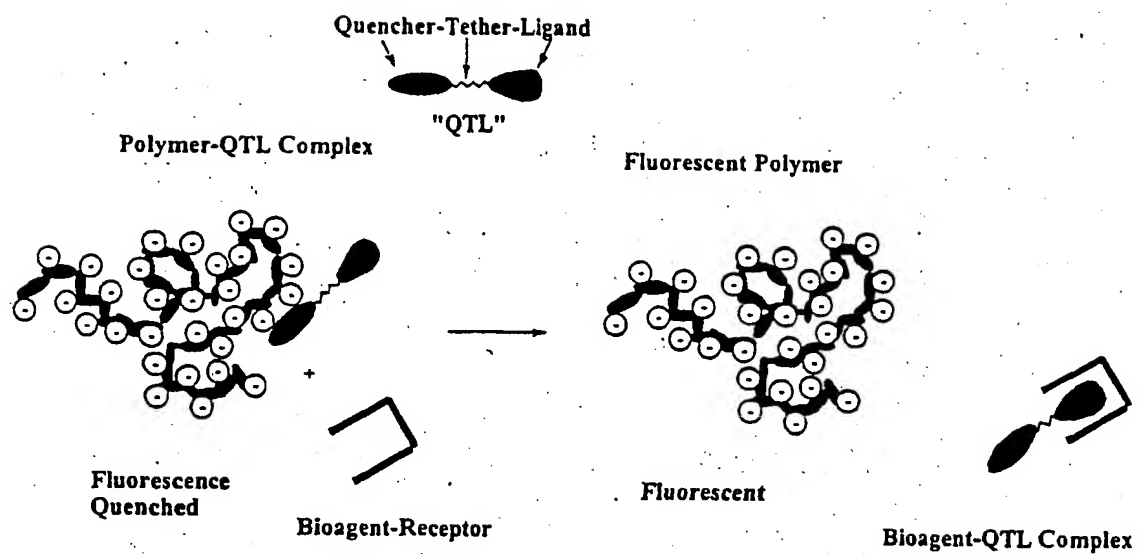 Quencher-Tether-Ligand
"QTL"
Polymer-QTL Complex
Fluorescent Polymer
+
Fluorescence
Quenched
Bioagent-Receptor
Fluorescent
Bioagent-QTL Complex